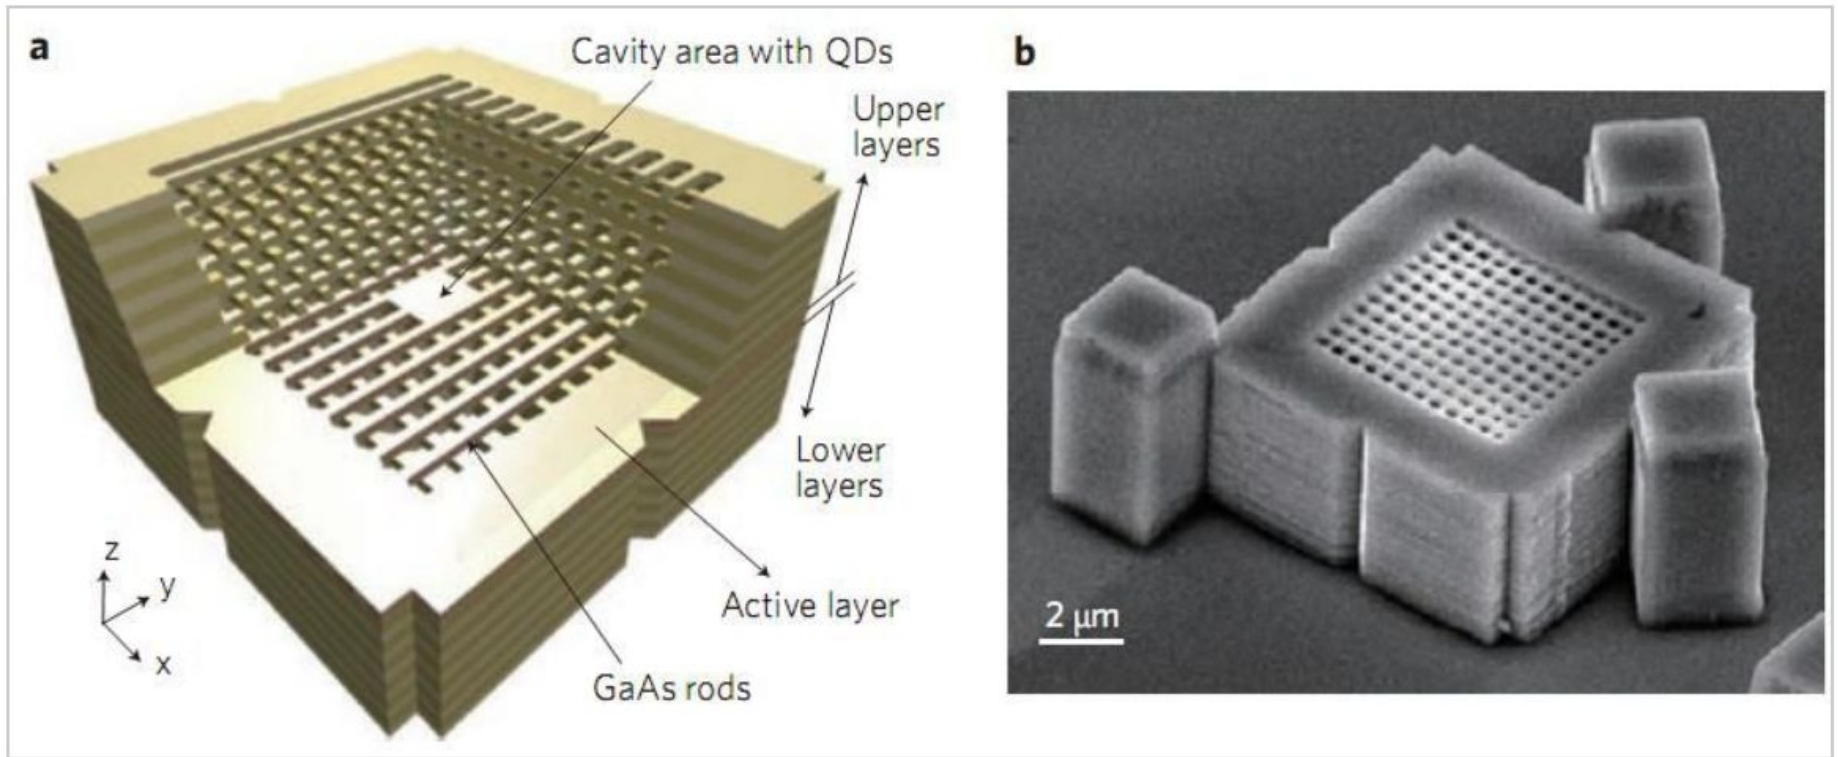 a
Cavity area with QDs
Upper
layers
Lower
layers
z
y
x
Active layer
GaAs rods
b
2 µm